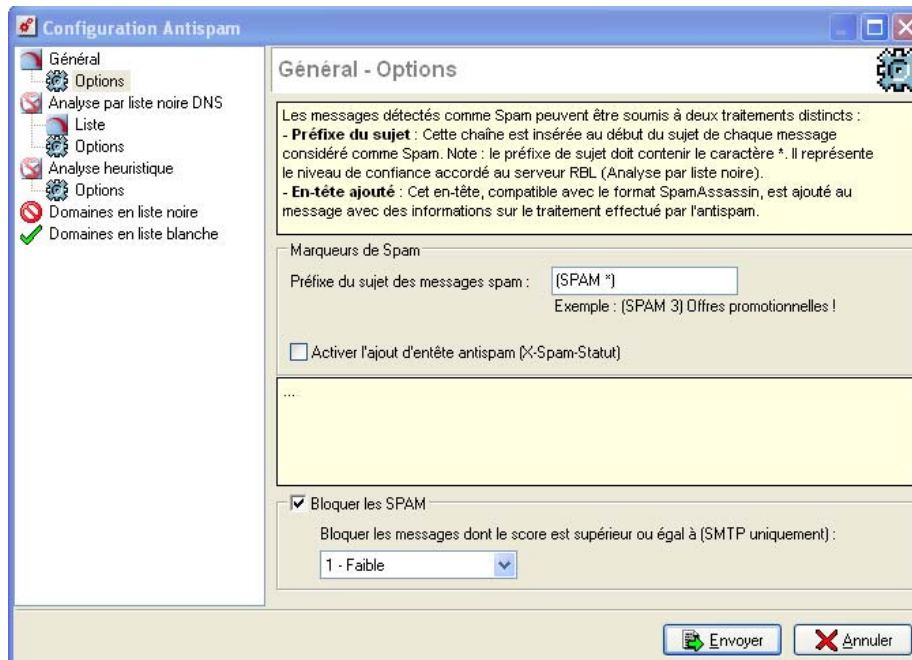 Configuration Antispam
Général
Options
Analyse par liste noire DNS
Liste
Options
Analyse heuristique
Options
Domaines en liste noire
Domaines en liste blanche
Général - Options
Les messages détectés comme Spam peuvent être soumis à deux traitements distincts :
- Préfixe du sujet : Cette chaîne est insérée au début du sujet de chaque message
considéré comme Spam. Note : le préfixe de sujet doit contenir le caractère *. Il représente
le niveau de confiance accordé au serveur RBL (Analyse par liste noire).
- En-tête ajouté : Cet en-tête, compatible avec le format SpamAssassin, est ajouté au
message avec des informations sur le traitement effectué par l'antispam.
Marqueurs de Spam
Préfixe du sujet des messages spam :
(SPAM *)
Exemple : (SPAM 3) Offres promotionnelles !
Activer l'ajout d'entête antispam (X-Spam-Statut)
...
Bloquer les SPAM
Bloquer les messages dont le score est supérieur ou égal à (SMTP uniquement) :
1 - Faible
Envoyer
Annuler